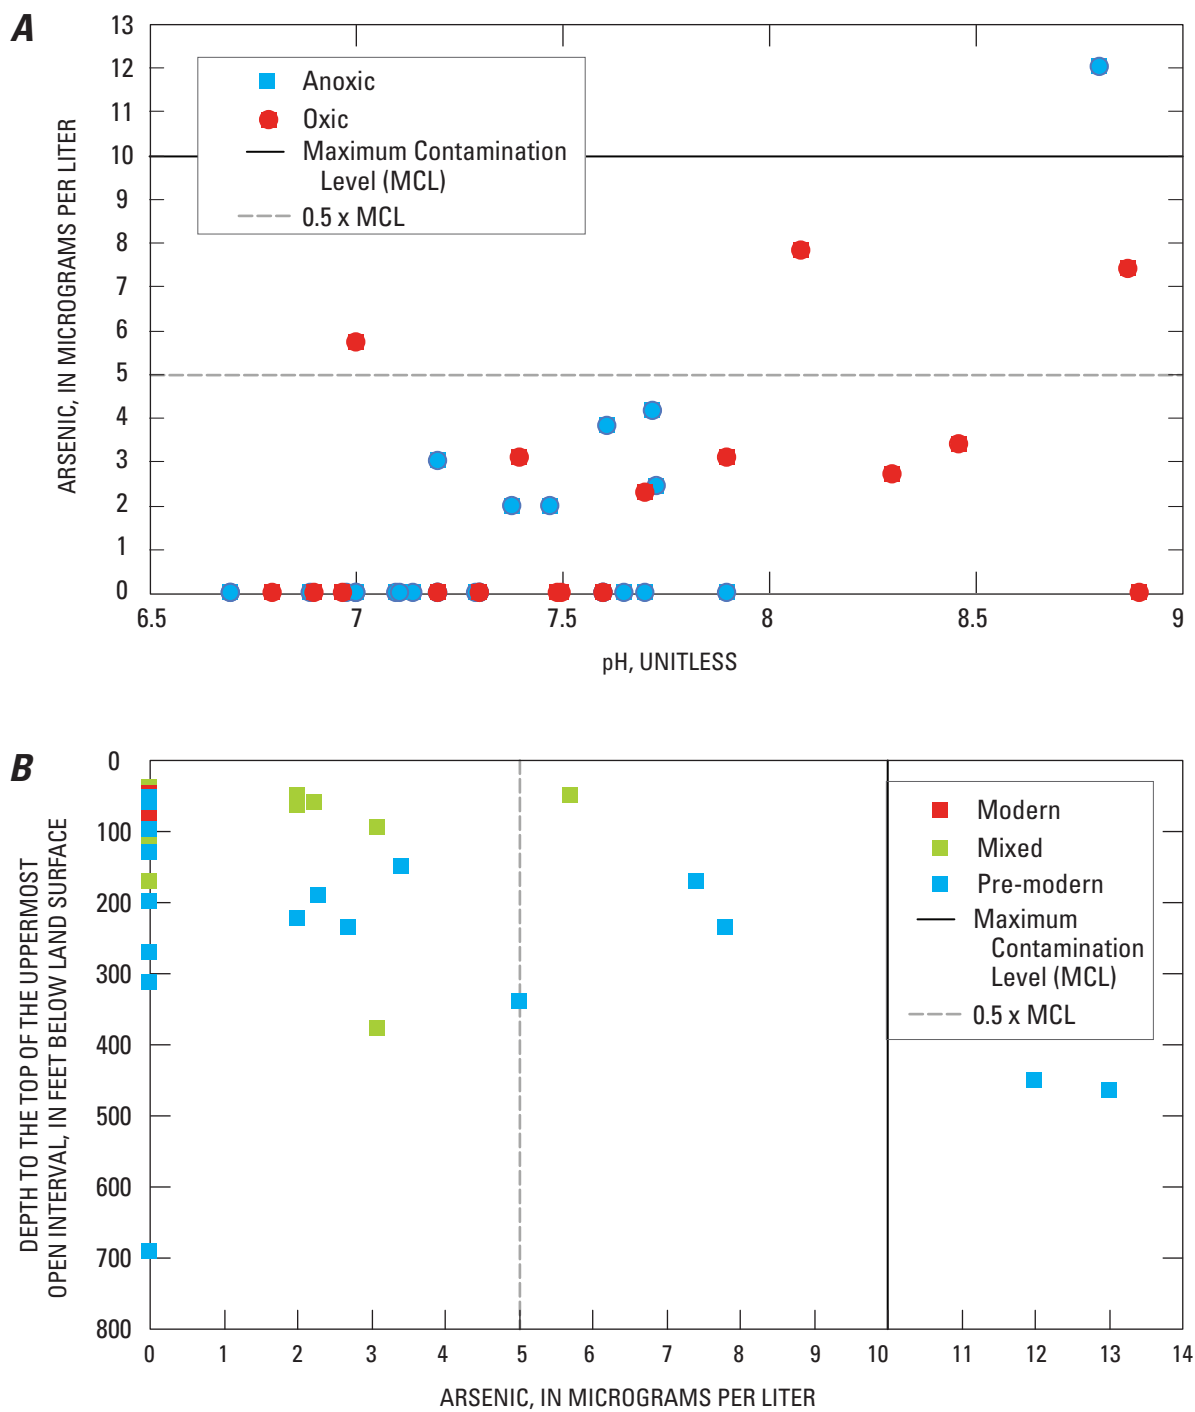 A
13
12
11
10
9
8
7
6
5
4
3
2
1
0
ARSENIC, IN MICROGRAMS PER LITER
Anoxic
Oxic
Maximum Contamination
Level (MCL)
0.5 x MCL
6.5
7
7.5
8
8.5
9
pH, UNITLESS
B
0
100
200
300
400
500
600
700
800
DEPTH TO THE TOP OF THE UPPERMOST
OPEN INTERVAL, IN FEET BELOW LAND SURFACE
Modern
Mixed
Pre-modern
Maximum
Contamination
Level (MCL)
0.5 x MCL
0
1
2
3
4
5
6
7
8
9
10
11
12
13
14
ARSENIC, IN MICROGRAMS PER LITER